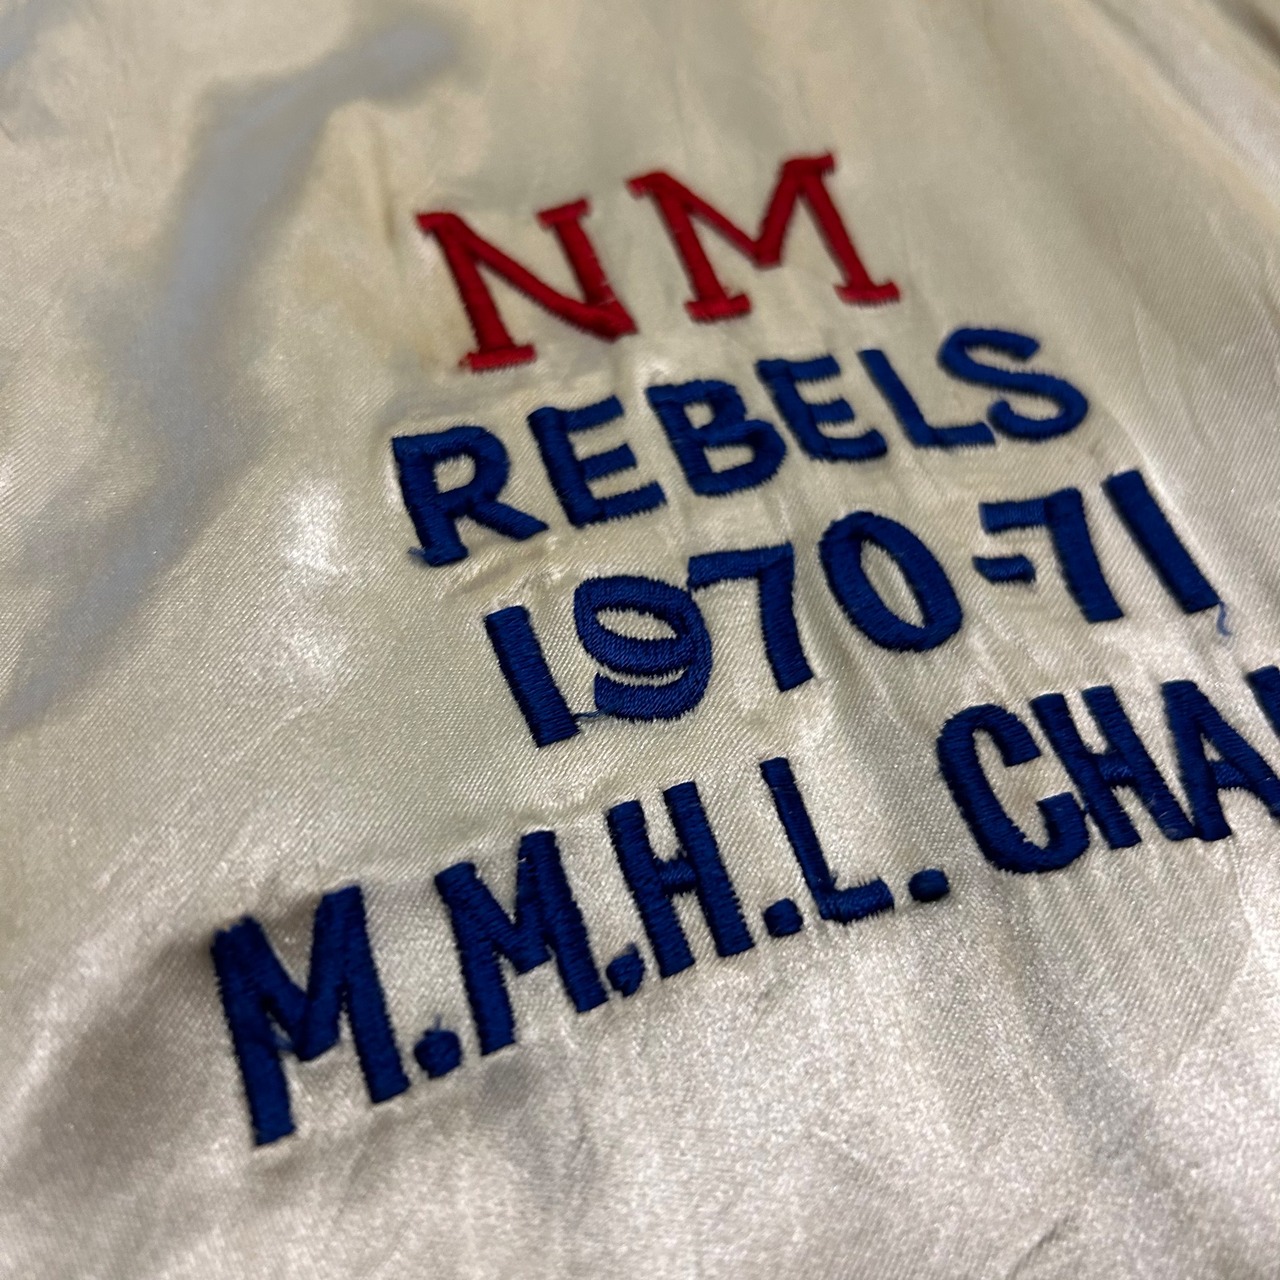 NM
REBELS
1970-71
M.M.H.L. CHA